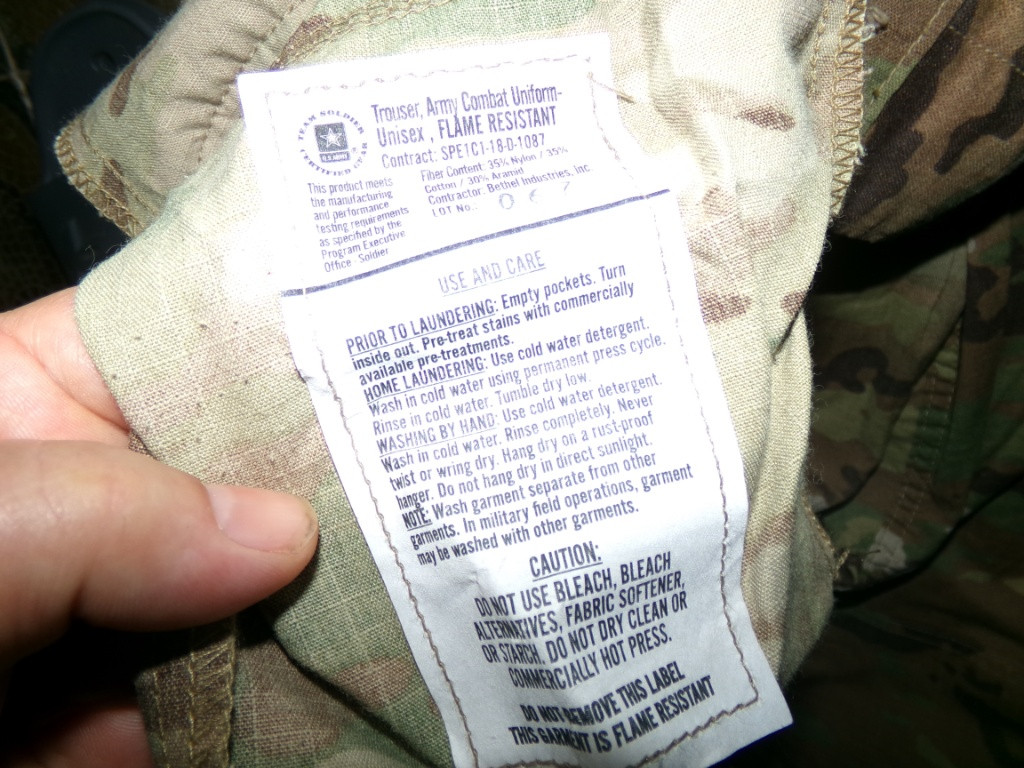 TEAM SOLDIER
U.S. ARMY
CERTIFIED GEAR
Trouser, Army Combat Uniform-
Unisex , FLAME RESISTANT
Contract: SPE1C1-18-D-1087
Fiber Content: 35% Nylon / 35%
Cotton / 30% Aramid
Contractor: Bethel Industries, Inc
LOT No.:
This product meets
the manufacturing
and performance
testing requirements
as specified by the
Program Executive
Office - Soldier
USE AND CARE
PRIOR TO LAUNDERING: Empty pockets. Turn
inside out. Pre-treat stains with commercially
available pre-treatments.
HOME LAUNDERING: Use cold water detergent.
Wash in cold water using permanent press cycle.
Rinse in cold water. Tumble dry low.
WASHING BY HAND: Use cold water detergent.
Wash in cold water. Rinse completely. Never
twist or wring dry. Hang dry on a rust-proof
hanger. Do not hang dry in direct sunlight.
NOTE: Wash garment separate from other
garments. In military field operations, garment
may be washed with other garments.
CAUTION:
DO NOT USE BLEACH, BLEACH
ALTERNATIVES, FABRIC SOFTENER,
OR STARCH. DO NOT DRY CLEAN OR
COMMERCIALLY HOT PRESS.
DO NOT REMOVE THIS LABEL
THIS GARMENT IS FLAME RESISTANT